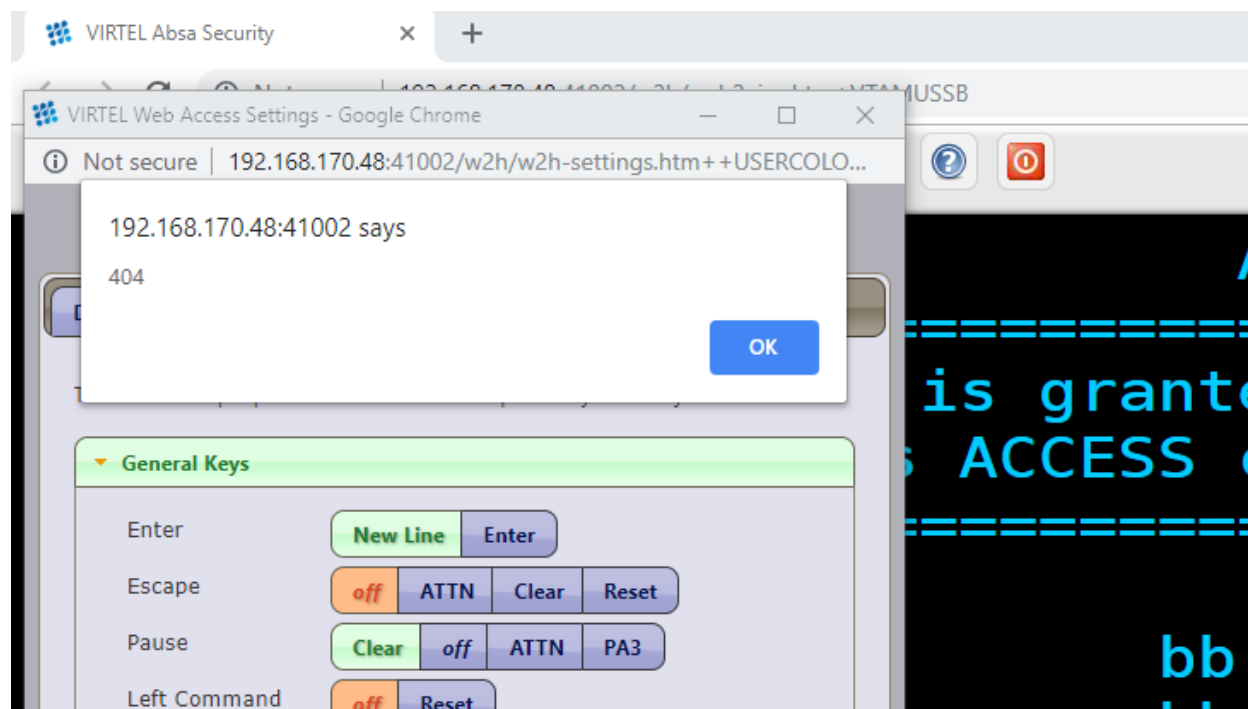 VIRTEL Absa Security
VTAMUSSB
VIRTEL Web Access Settings - Google Chrome
Not secure | 192.168.170.48:41002/w2h/w2h-settings.htm++USERCOLO...
192.168.170.48:41002 says
404
OK
General Keys
Enter New Line Enter
Escape off ATTN Clear Reset
Pause Clear off ATTN PA3
Left Command off Reset
is grante
ACCESS
bb